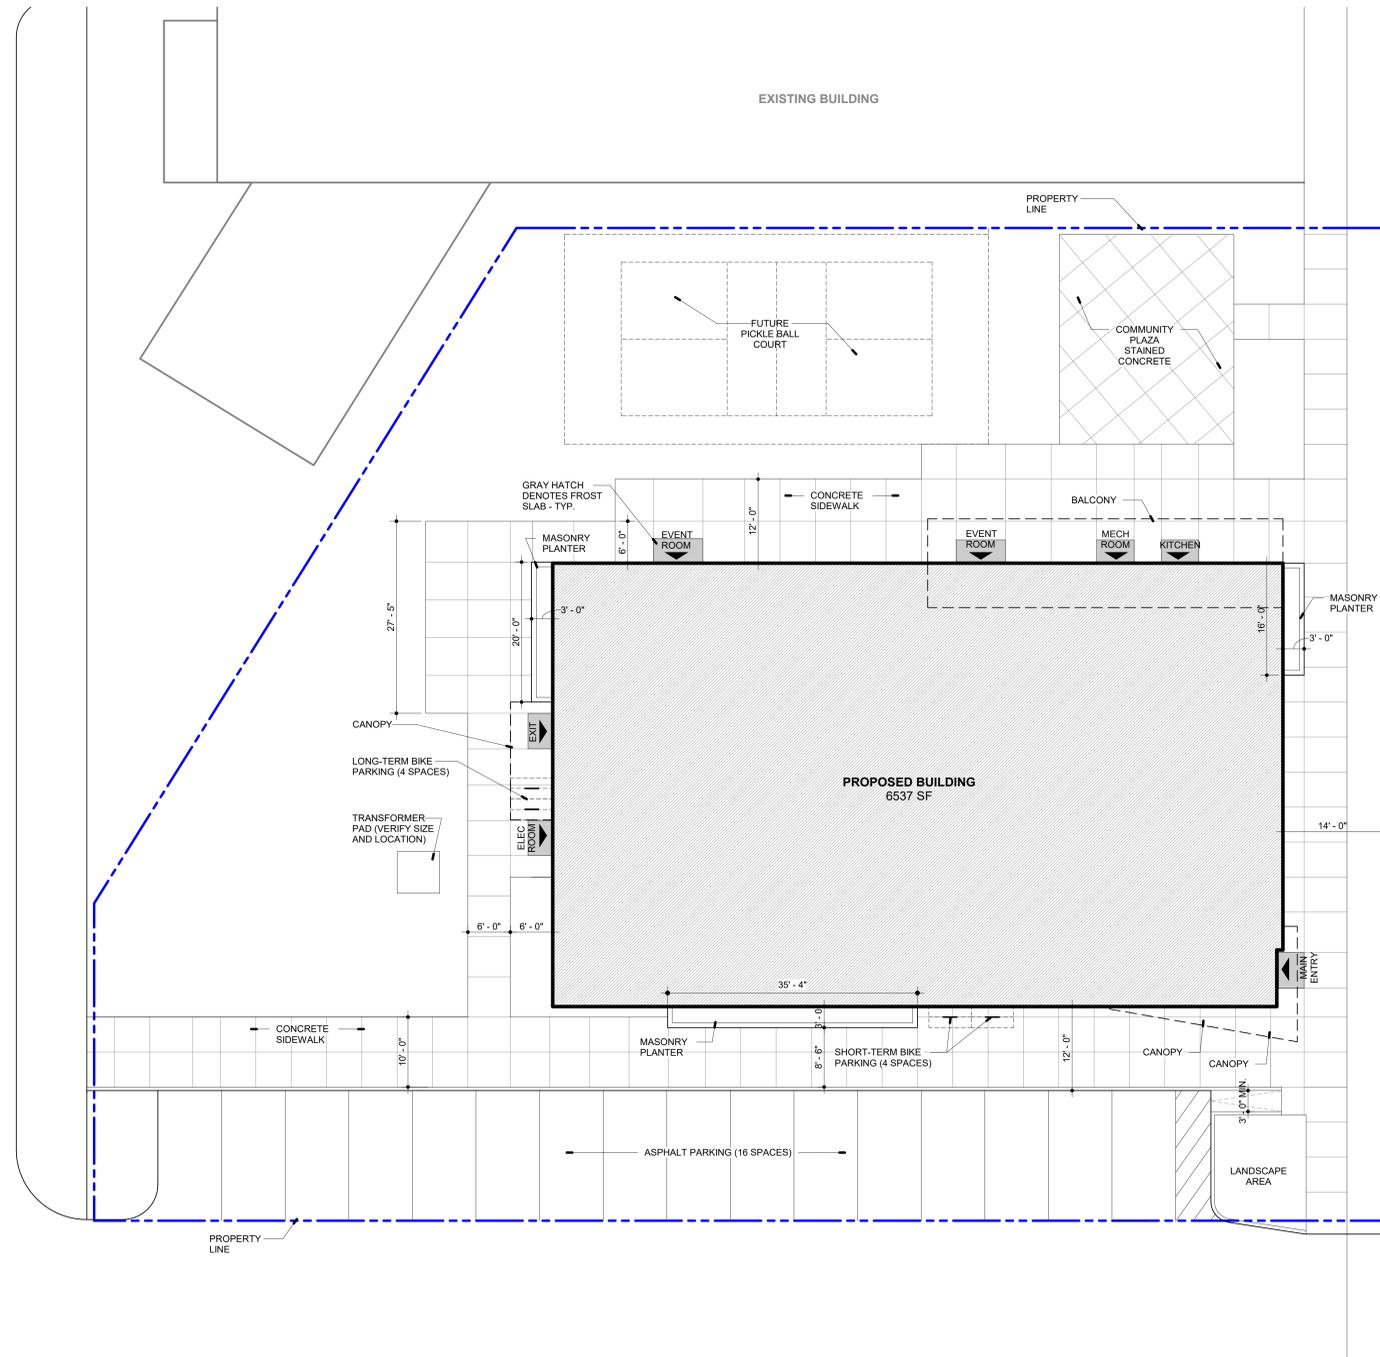 EXISTING BUILDING
PROPERTY
LINE
FUTURE
PICKLE BALL
COURT
COMMUNITY
PLAZA
STAINED
CONCRETE
GRAY HATCH
DENOTES FROST
SLAB - TYP.
CONCRETE
SIDEWALK
BALCONY
12' - 0"
6' - 0"
MASONRY
PLANTER
EVENT
ROOM
EVENT
ROOM
MECH
ROOM
KITCHEN
27' - 5"
20' - 0"
3' - 0"
16' - 0"
MASONRY
PLANTER
3' - 0"
CANOPY
EXIT
LONG-TERM BIKE
PARKING (4 SPACES)
PROPOSED BUILDING
6537 SF
TRANSFORMER
PAD (VERIFY SIZE
AND LOCATION)
ELEC
ROOM
14' - 0"
6' - 0"
6' - 0"
MAIN
ENTRY
35' - 4"
3' - 0"
CONCRETE
SIDEWALK
10' - 0"
MASONRY
PLANTER
8' - 6"
SHORT-TERM BIKE
PARKING (4 SPACES)
12' - 0"
CANOPY
CANOPY
3' - 0" MIN.
ASPHALT PARKING (16 SPACES)
LANDSCAPE
AREA
PROPERTY
LINE